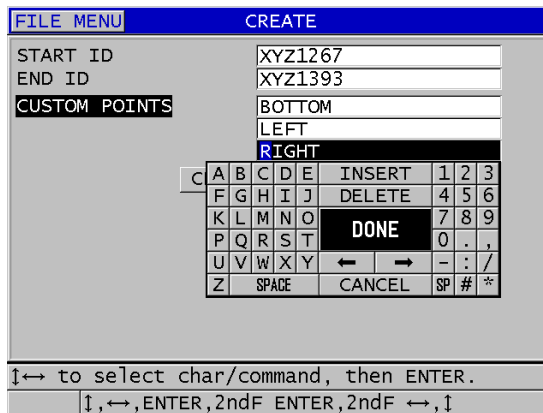 FILE MENU CREATE
START ID XYZ1267
END ID XYZ1393
CUSTOM POINTS BOTTOM
LEFT
RIGHT
C A B C D E INSERT 1 2 3
F G H I J DELETE 4 5 6
K L M N O DONE 7 8 9
P Q R S T 0 . ,
U V W X Y ← → - : /
Z SPACE CANCEL SP # *
↕↔ to select char/command, then ENTER.
↕,↔,ENTER,2ndF ENTER,2ndF ↔,↕